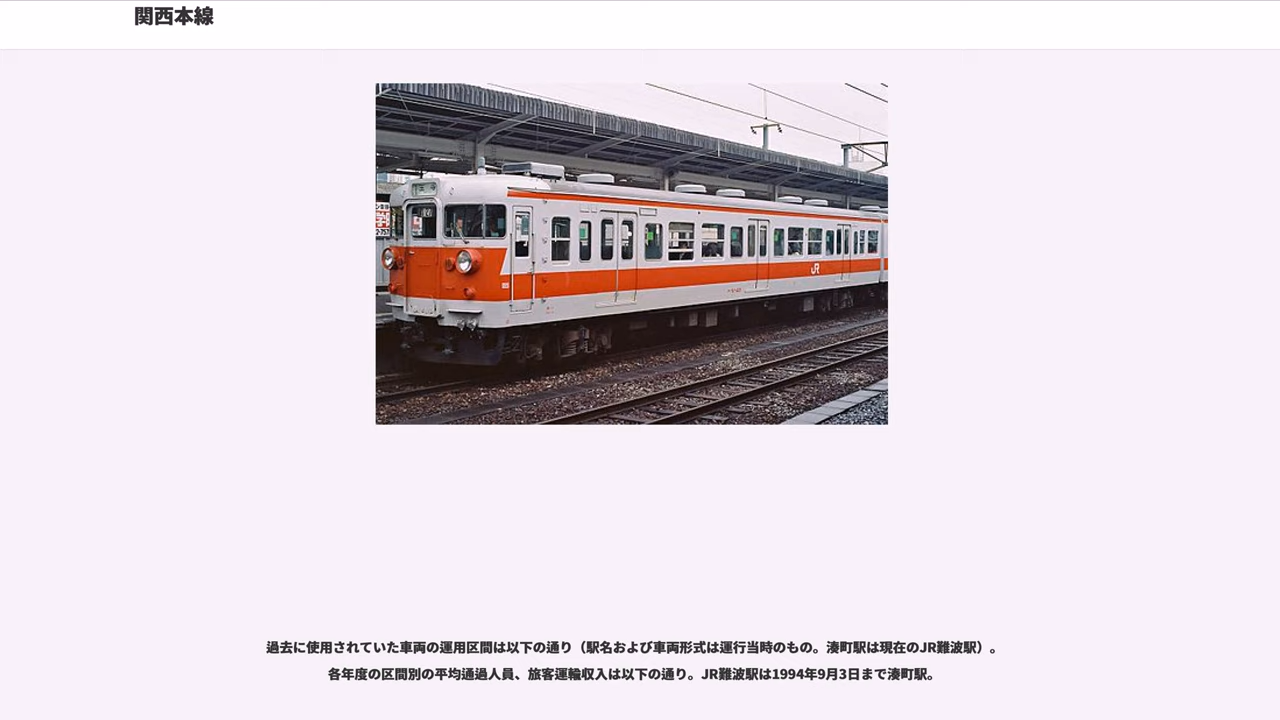 関西本線
JR
過去に使用されていた車両の運用区間は以下の通り（駅名および車両形式は運行当時のもの。湊町駅は現在のJR難波駅）。
各年度の区間別の平均通過人員、旅客運輸収入は以下の通り。JR難波駅は1994年9月3日まで湊町駅。